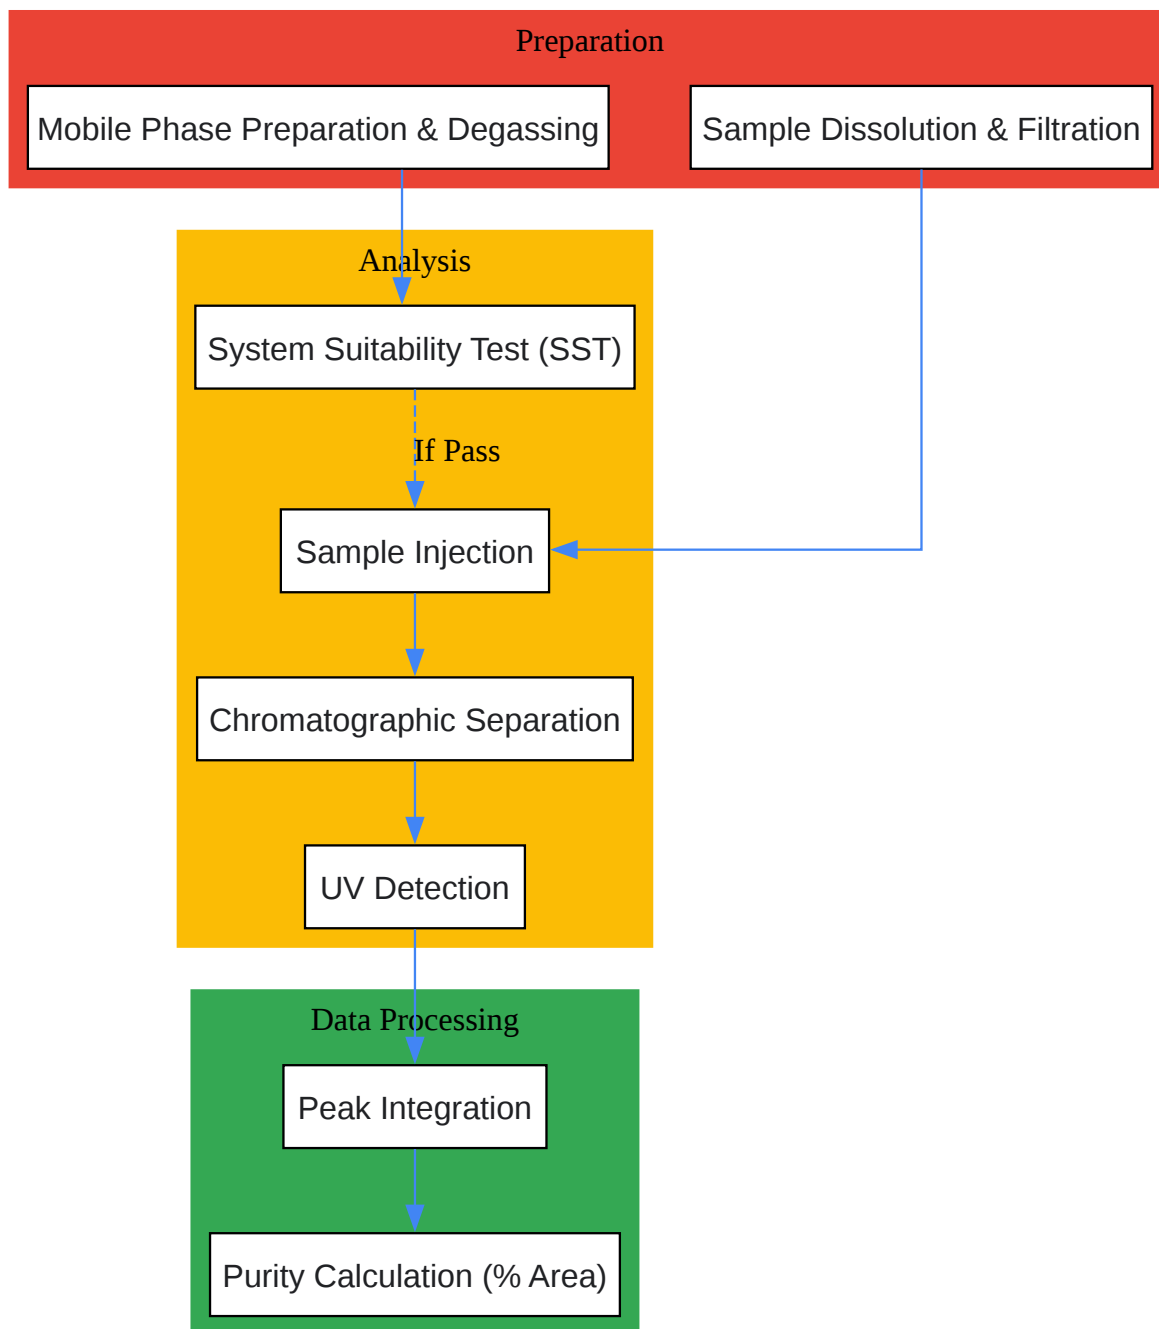 Preparation
Mobile Phase Preparation & Degassing
Sample Dissolution & Filtration
Analysis
System Suitability Test (SST)
If Pass
Sample Injection
Chromatographic Separation
UV Detection
Data Processing
Peak Integration
Purity Calculation (% Area)